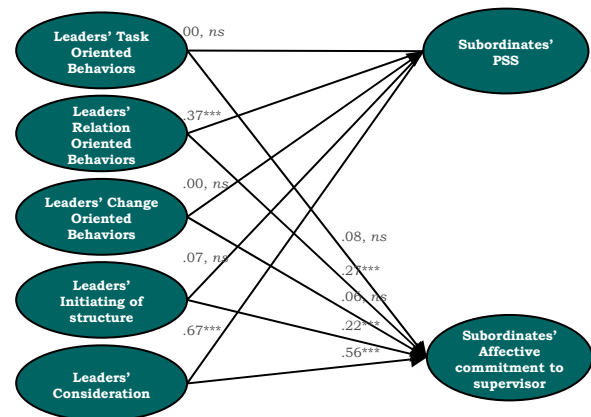 Leaders' Task
Oriented
Behaviors
00, ns
Subordinates'
PSS
Leaders'
Relation
Oriented
Behaviors
.37***
Leaders' Change
Oriented
Behaviors
.00, ns
.08, ns
.07, ns
.27***
Leaders'
Initiating of
structure
.06, ns
.22***
.67***
.56***
Subordinates'
Affective
commitment to
supervisor
Leaders'
Consideration